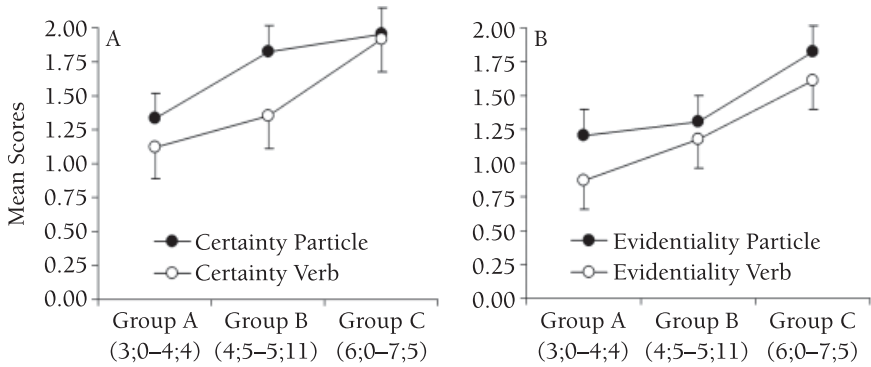 A
Mean Scores
2.00
1.75
1.50
1.25
1.00
0.75
0.50
0.25
0.00
Certainty Particle
Certainty Verb
Group A
(3;0–4;4)
Group B
(4;5–5;11)
Group C
(6;0–7;5)
B
2.00
1.75
1.50
1.25
1.00
0.75
0.50
0.25
0.00
Evidentiality Particle
Evidentiality Verb
Group A
(3;0–4;4)
Group B
(4;5–5;11)
Group C
(6;0–7;5)